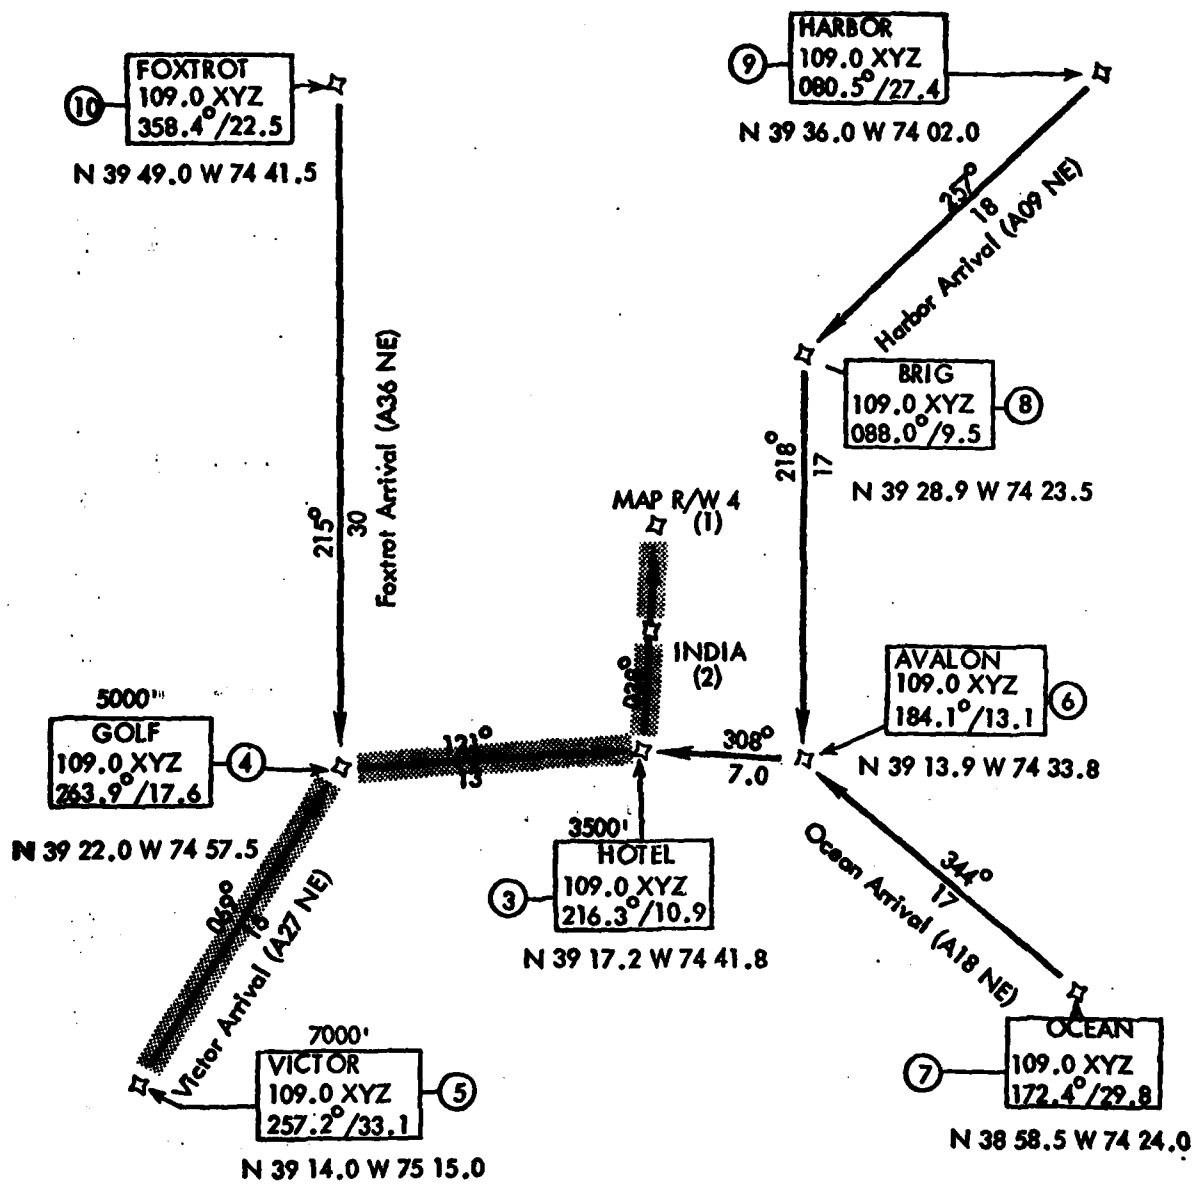 HARBOR
109.0 XYZ
080.5°/27.4
9
N 39 36.0 W 74 02.0
FOXTROT
109.0 XYZ
358.4°/22.5
10
N 39 49.0 W 74 41.5
257°
18
Harbor Arrival (A09 NE)
BRIG
109.0 XYZ
088.0°/9.5
8
N 39 28.9 W 74 23.5
218°
17
215°
30
Foxtrot Arrival (A36 NE)
MAP R/W 4
(1)
INDIA
(2)
AVALON
109.0 XYZ
184.1°/13.1
6
N 39 13.9 W 74 33.8
5000'
GOLF
109.0 XYZ
263.9°/17.6
4
N 39 22.0 W 74 57.5
121°
13
308°
7.0
3500'
HOTEL
109.0 XYZ
216.3°/10.9
3
N 39 17.2 W 74 41.8
069°
Victor Arrival (A27 NE)
344°
17
Ocean Arrival (A18 NE)
7000'
VICTOR
109.0 XYZ
257.2°/33.1
5
N 39 14.0 W 75 15.0
OCEAN
109.0 XYZ
172.4°/29.8
7
N 38 58.5 W 74 24.0